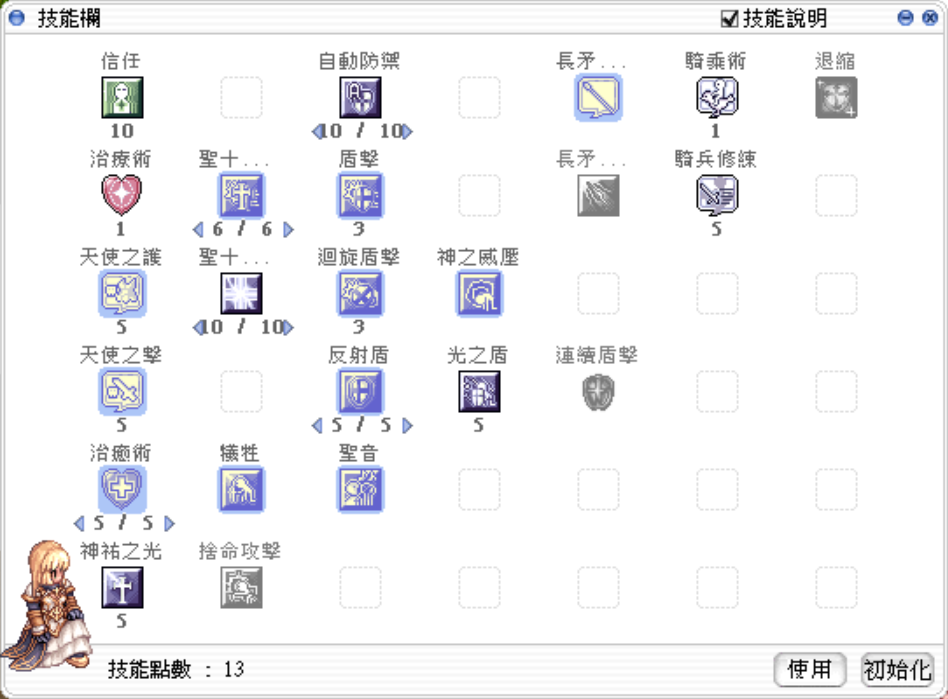 技能欄 技能說明
信任 自動防禦 長矛... 騎乘術 退縮
10 10 / 10 1
治療術 聖十... 盾擊 長矛... 騎兵修練
1 6 / 6 3 5
天使之護 聖十... 迴旋盾擊 神之威壓
5 10 / 10 3
天使之擊 反射盾 光之盾 連續盾擊
5 5 / 5 5
治癒術 犠牲 聖音
5 / 5
神祐之光 捨命攻擊
5
技能點數 : 13 使用 初始化